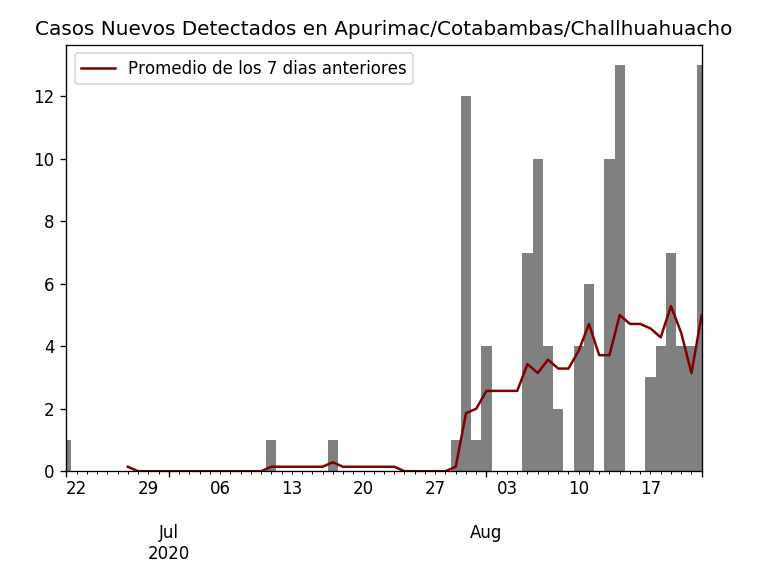 Casos Nuevos Detectados en Apurimac/Cotabambas/Challhuahuacho
Promedio de los 7 dias anteriores
12
10
8
6
4
2
0
22 29 06 13 20 27 03 10 17
Jul Aug
2020